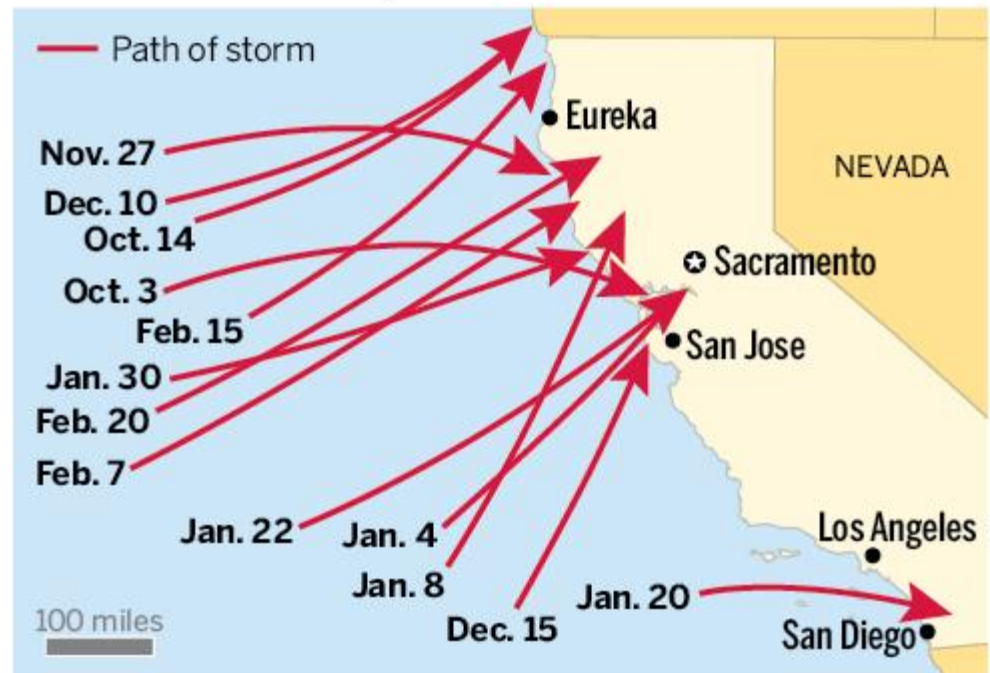 Path of storm
Eureka
Nov. 27
NEVADA
Dec. 10
Oct. 14
Sacramento
Oct. 3
Feb. 15
San Jose
Jan. 30
Feb. 20
Feb. 7
Jan. 22
Jan. 4
Los Angeles
Jan. 8
Jan. 20
100 miles
Dec. 15
San Diego